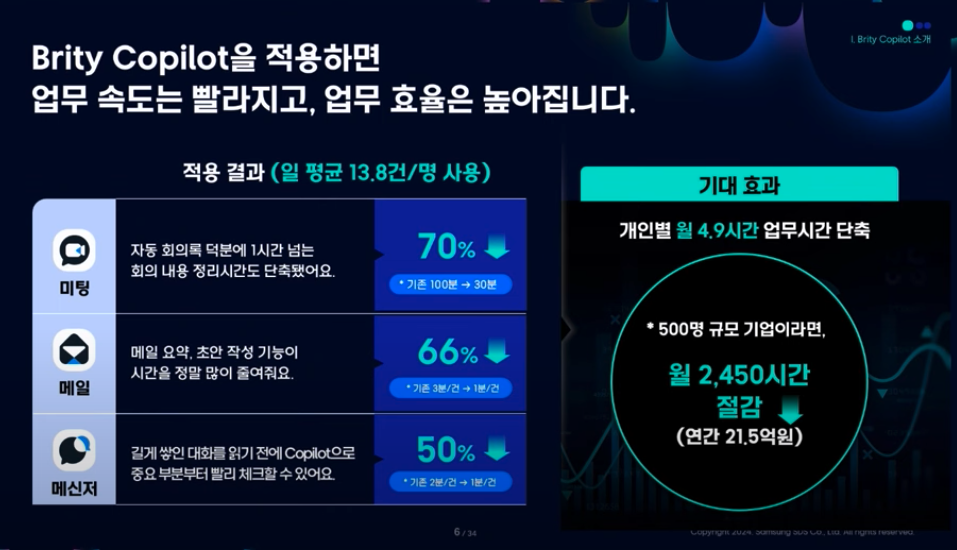 I. Brity Copilot 소개
Brity Copilot을 적용하면
업무 속도는 빨라지고, 업무 효율은 높아집니다.
적용 결과 (일 평균 13.8건/명 사용)
미팅
자동 회의록 덕분에 1시간 넘는
회의 내용 정리시간도 단축됐어요.
70%
* 기존 100분 → 30분
메일
메일 요약, 초안 작성 기능이
시간을 정말 많이 줄여줘요.
66%
* 기존 3분/건 → 1분/건
메신저
길게 쌓인 대화를 읽기 전에 Copilot으로
중요 부분부터 빨리 체크할 수 있어요.
50%
* 기존 2분/건 → 1분/건
기대 효과
개인별 월 4.9시간 업무시간 단축
* 500명 규모 기업이라면,
월 2,450시간
절감
(연간 21.5억원)
6 / 34
Copyright 2024. Samsung SDS Co., Ltd. All rights reserved.